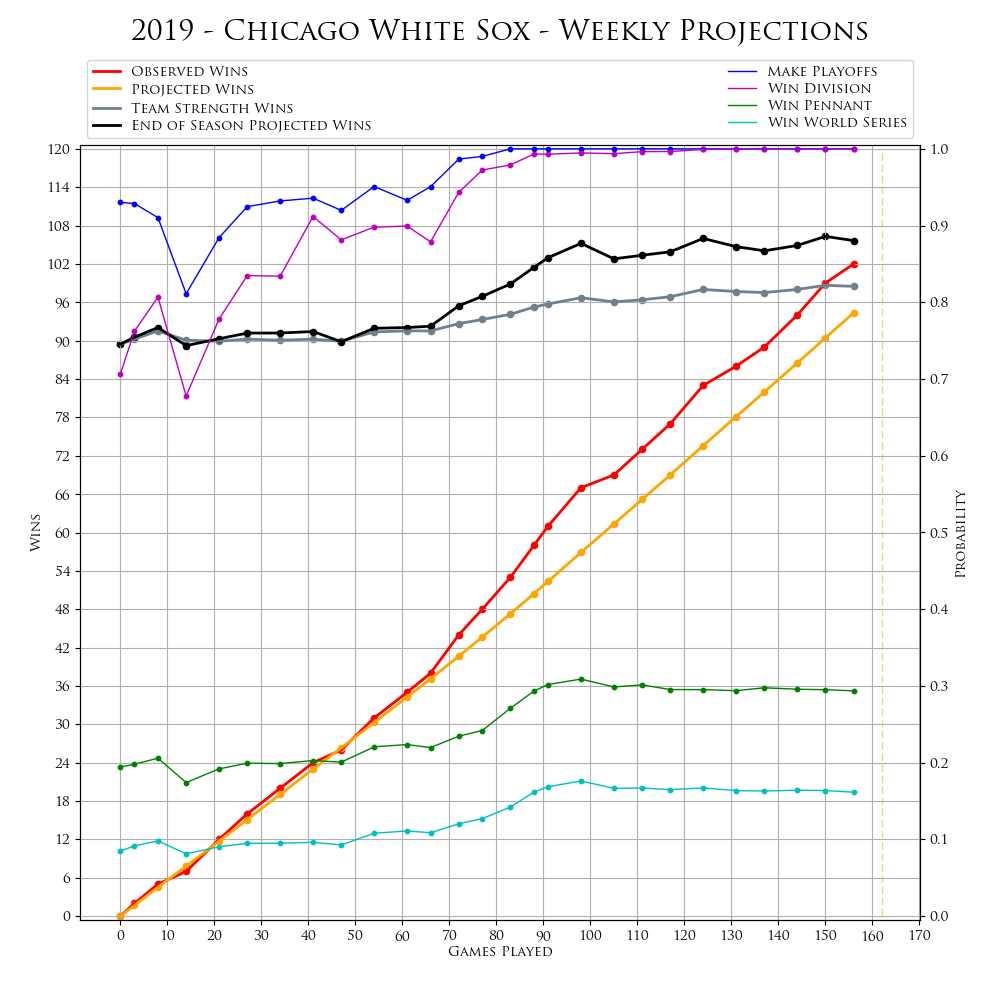 2019 - Chicago White Sox - Weekly Projections
Observed Wins
Projected Wins
Team Strength Wins
End of Season Projected Wins
Make Playoffs
Win Division
Win Pennant
Win World Series
120
114
108
102
96
90
84
78
72
66
60
54
48
42
36
30
24
18
12
6
0
Wins
1.0
0.9
0.8
0.7
0.6
0.5
0.4
0.3
0.2
0.1
0.0
Probability
0 10 20 30 40 50 60 70 80 90 100 110 120 130 140 150 160 170
Games Played